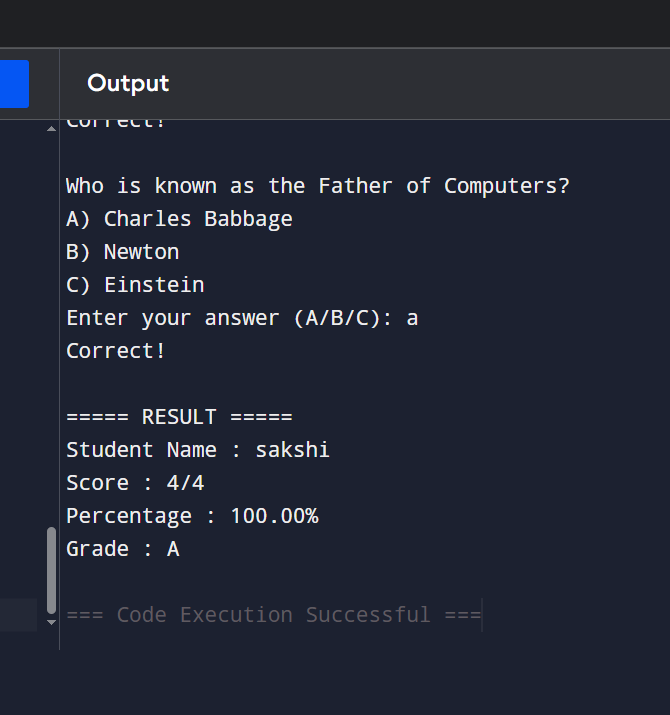 Output
Correct!
Who is known as the Father of Computers?
A) Charles Babbage
B) Newton
C) Einstein
Enter your answer (A/B/C): a
Correct!
===== RESULT =====
Student Name : sakshi
Score : 4/4
Percentage : 100.00%
Grade : A
=== Code Execution Successful ===